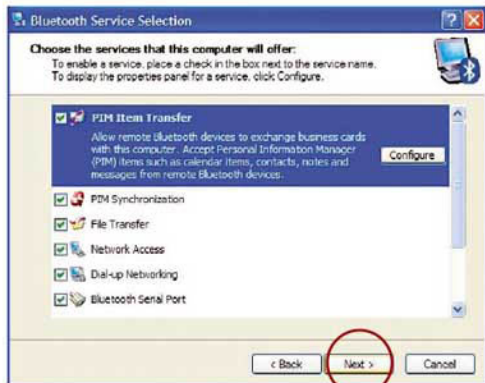 Bluetooth Service Selection
Choose the services that this computer will offer:
To enable a service, place a check in the box next to the service name.
To display the properties panel for a service, click Configure.
PIM Item Transfer
Allow remote Bluetooth devices to exchange business cards
with this computer. Accept Personal Information Manager
(PIM) items such as calendar items, contacts, notes and
messages from remote Bluetooth devices.
Configure
PIM Synchronization
File Transfer
Network Access
Dial-up Networking
Bluetooth Serial Port
< Back
Next >
Cancel